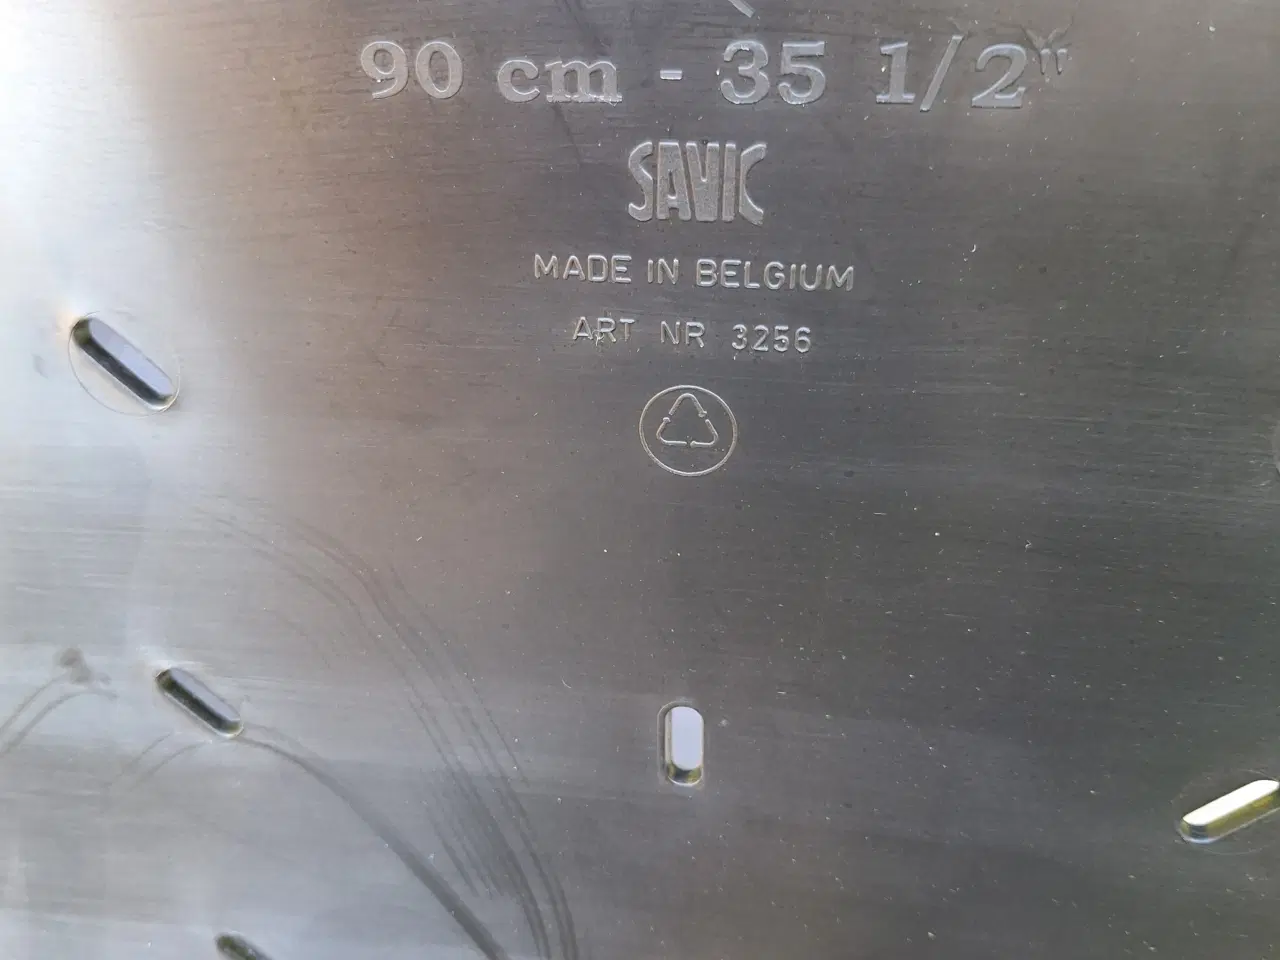 90 cm - 35 1/2"
SAVIC
MADE IN BELGIUM
ART NR 3256